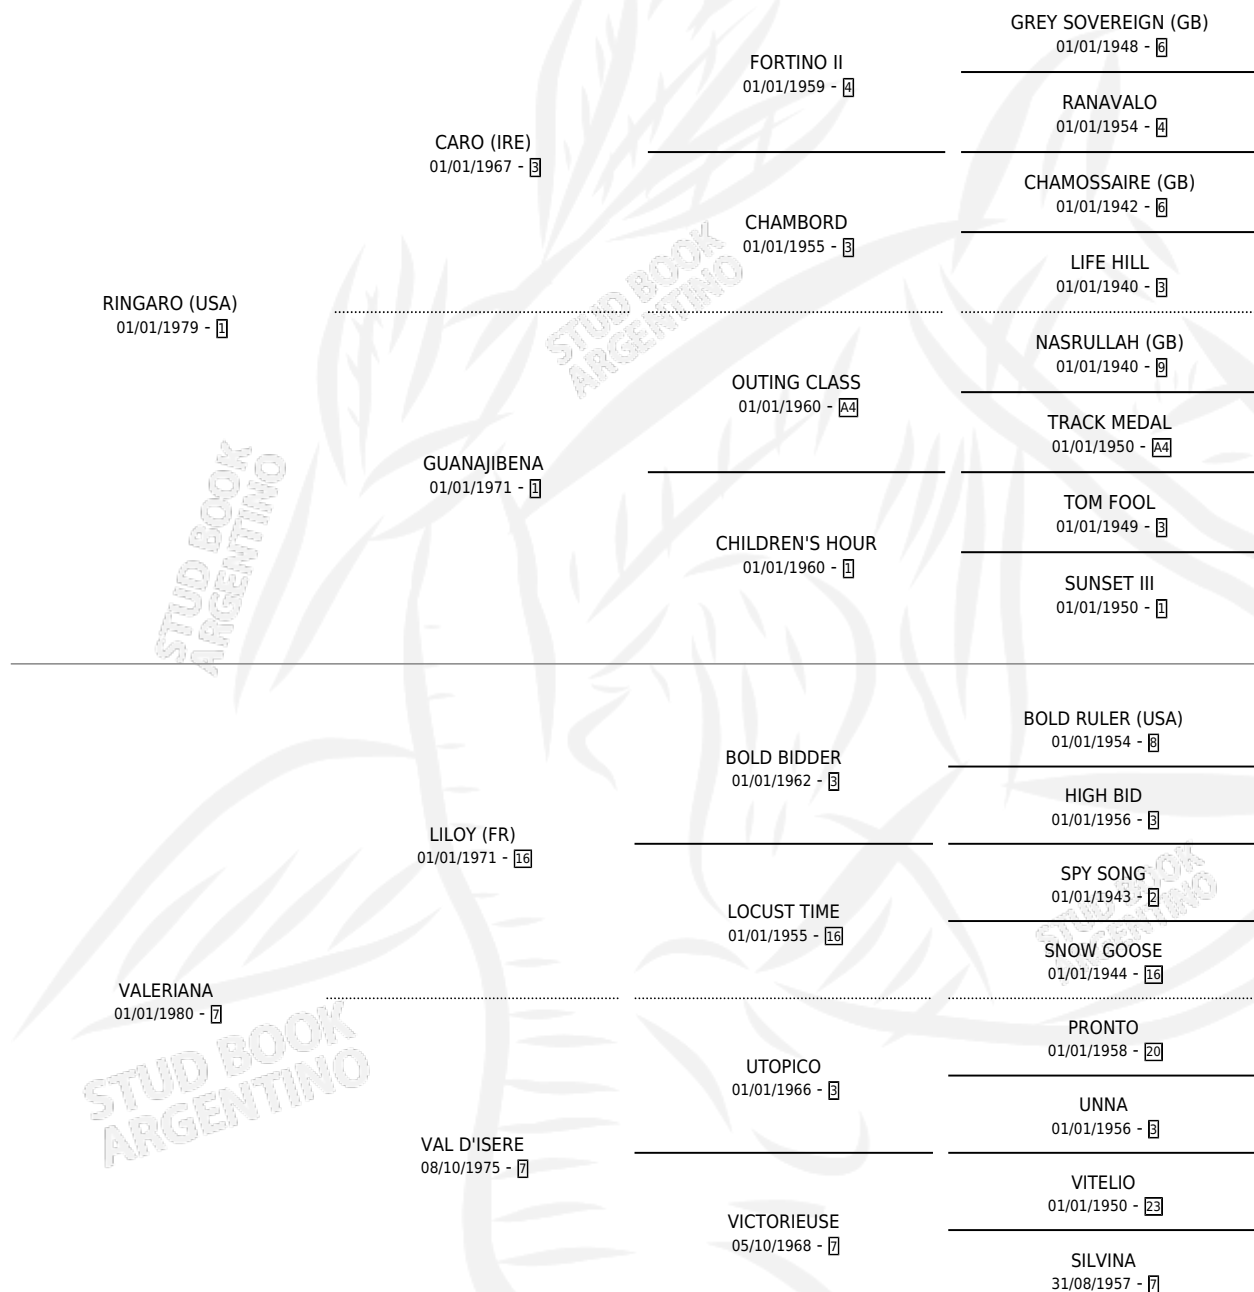 GREY SOVEREIGN (GB)
01/01/1948 - 6
FORTINO II
01/01/1959 - 4
RANAVALO
01/01/1954 - 4
CARO (IRE)
01/01/1967 - 3
CHAMOSSAIRE (GB)
01/01/1942 - 6
CHAMBORD
01/01/1955 - 3
LIFE HILL
01/01/1940 - 3
RINGARO (USA)
01/01/1979 - 1
NASRULLAH (GB)
01/01/1940 - 9
OUTING CLASS
01/01/1960 - A4
TRACK MEDAL
01/01/1950 - A4
GUANAJIBENA
01/01/1971 - 1
TOM FOOL
01/01/1949 - 3
CHILDREN'S HOUR
01/01/1960 - 1
SUNSET III
01/01/1950 - 1
BOLD RULER (USA)
01/01/1954 - 8
BOLD BIDDER
01/01/1962 - 3
HIGH BID
01/01/1956 - 3
LILOY (FR)
01/01/1971 - 16
SPY SONG
01/01/1943 - 2
LOCUST TIME
01/01/1955 - 16
SNOW GOOSE
01/01/1944 - 16
VALERIANA
01/01/1980 - 7
PRONTO
01/01/1958 - 20
UTOPICO
01/01/1966 - 3
UNNA
01/01/1956 - 3
VAL D'ISERE
08/10/1975 - 7
VITELIO
01/01/1950 - 23
VICTORIEUSE
05/10/1968 - 7
SILVINA
31/08/1957 - 7
STUD BOOK
ARGENTINO
STUD BOOK
ARGENTINO
STUD BOOK
ARGENTINO
STUD BOOK
ARGENTINO